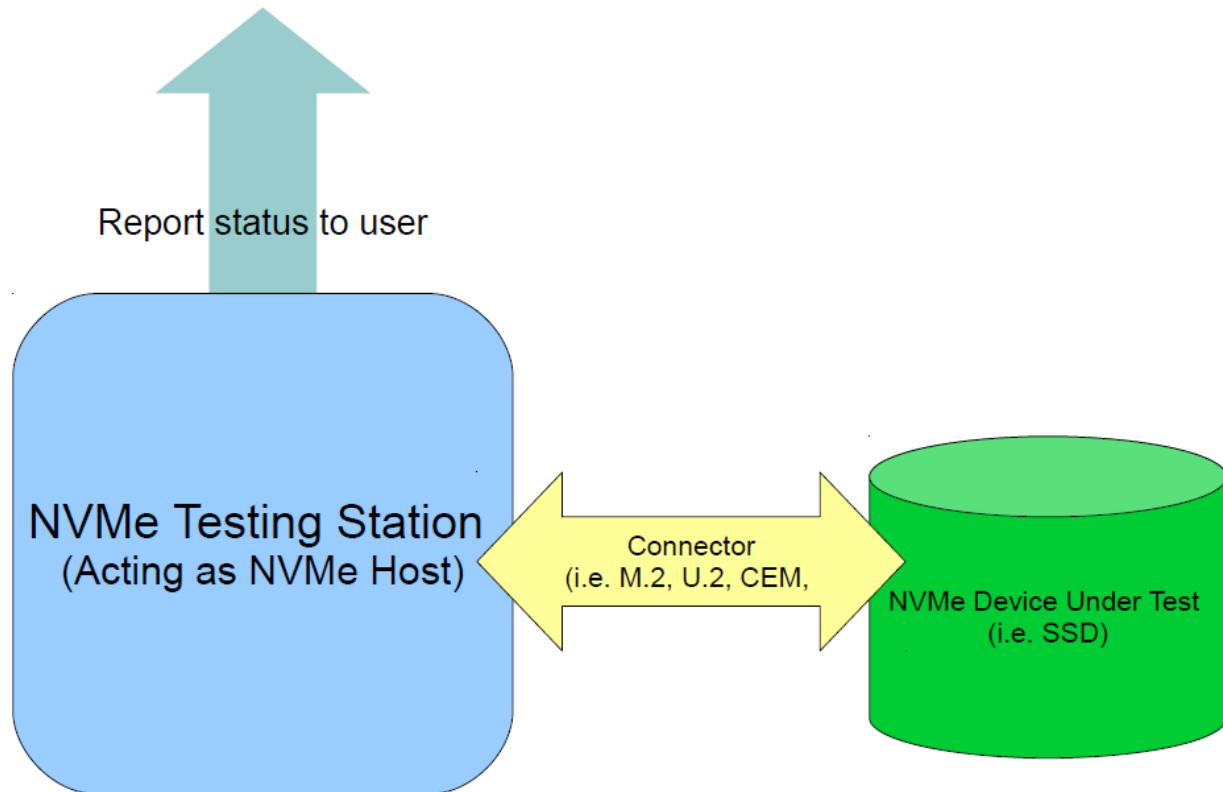 Report status to user
NVMe Testing Station
(Acting as NVMe Host)
Connector
(i.e. M.2, U.2, CEM,
NVMe Device Under Test
(i.e. SSD)